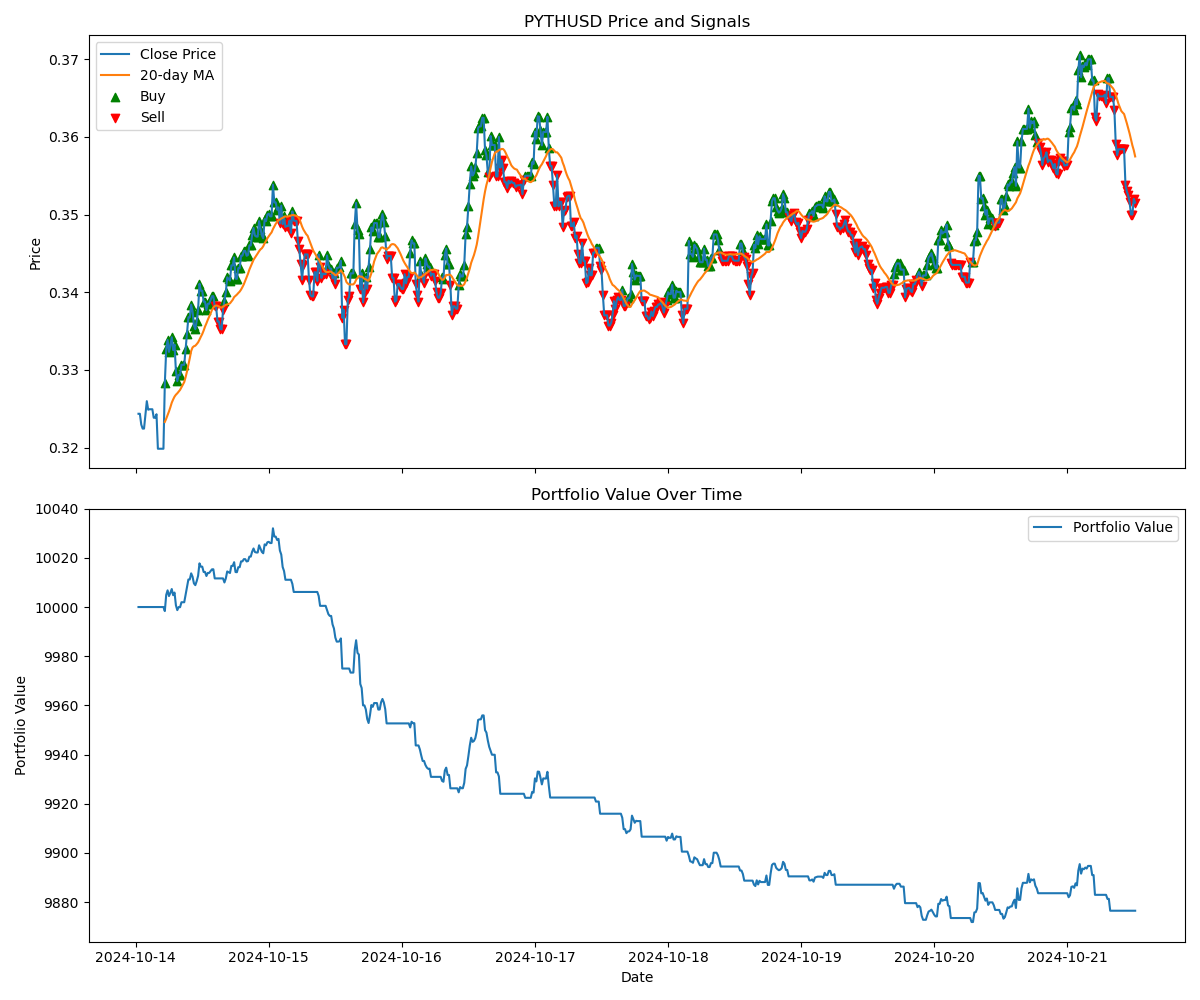 PYTHUSD Price and Signals
Close Price
20-day MA
Buy
Sell
Price
0.37
0.36
0.35
0.34
0.33
0.32
Portfolio Value Over Time
Portfolio Value
Portfolio Value
10040
10020
10000
9980
9960
9940
9920
9900
9880
2024-10-14
2024-10-15
2024-10-16
2024-10-17
2024-10-18
2024-10-19
2024-10-20
2024-10-21
Date